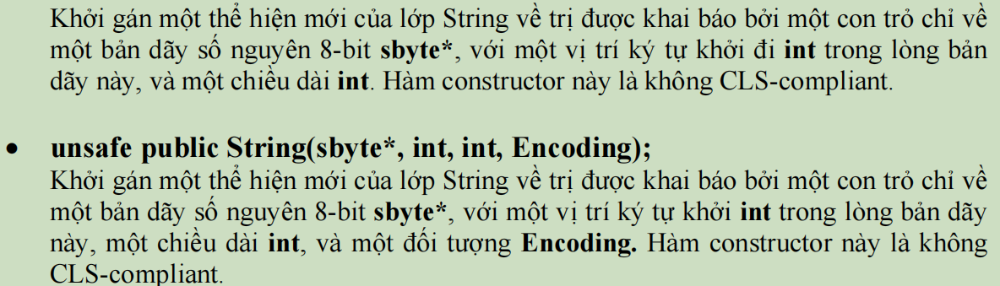 Khởi gán một thể hiện mới của lớp String về trị được khai báo bởi một con trỏ chỉ về
một bản dãy số nguyên 8-bit sbyte*, với một vị trí ký tự khởi đi int trong lòng bản
dãy này, và một chiều dài int. Hàm constructor này là không CLS-compliant.
• unsafe public String(sbyte*, int, int, Encoding);
Khởi gán một thể hiện mới của lớp String về trị được khai báo bởi một con trỏ chỉ về
một bản dãy số nguyên 8-bit sbyte*, với một vị trí ký tự khởi int trong lòng bản dãy
này, một chiều dài int, và một đối tượng Encoding. Hàm constructor này là không
CLS-compliant.